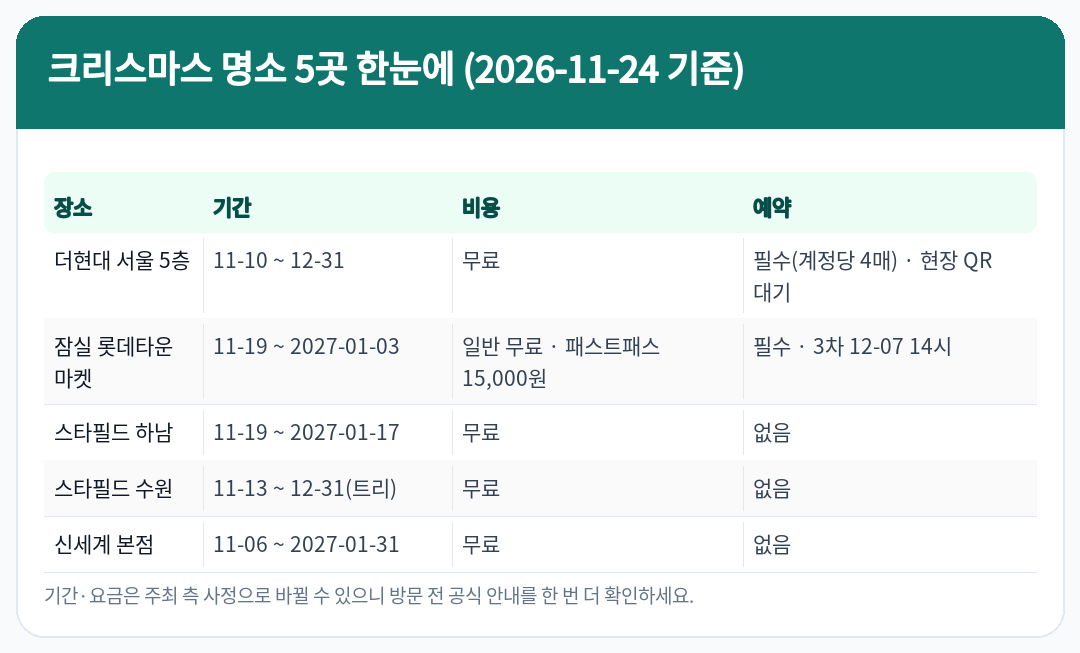 크리스마스 명소 5곳 한눈에 (2026-11-24 기준)
장소 기간 비용 예약
더현대 서울 5층 11-10 ~ 12-31 무료 필수(계정당 4매) · 현장 QR
대기
잠실 롯데타운 11-19 ~ 2027-01-03 일반 무료 · 패스트패스 필수 · 3차 12-07 14시
마켓 15,000원
스타필드 하남 11-19 ~ 2027-01-17 무료 없음
스타필드 수원 11-13 ~ 12-31(트리) 무료 없음
신세계 본점 11-06 ~ 2027-01-31 무료 없음
기간·요금은 주최 측 사정으로 바뀔 수 있으니 방문 전 공식 안내를 한 번 더 확인하세요.